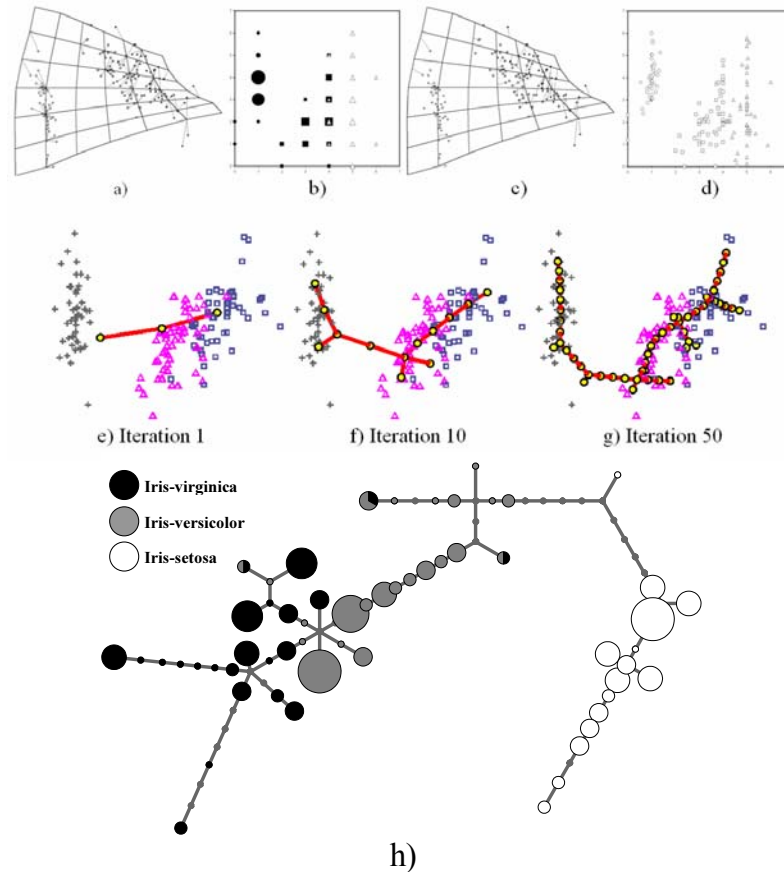 a) b) c) d)
e) Iteration 1 f) Iteration 10 g) Iteration 50
Iris-virginica
Iris-versicolor
Iris-setosa
h)